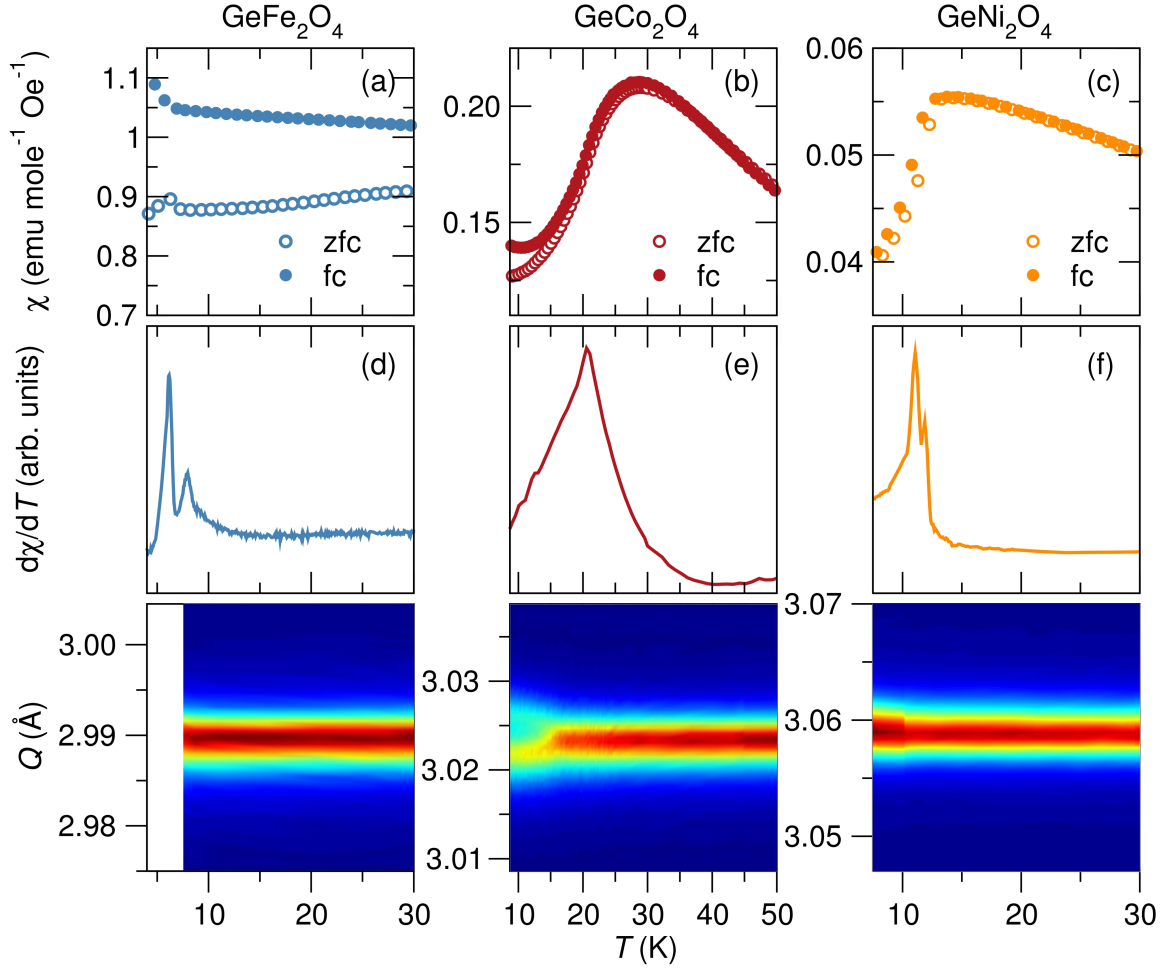 GeFe₂O₄ GeCo₂O₄ GeNi₂O₄
χ (emu mole⁻¹ Oe⁻¹)
1.1
1
0.9
0.8
0.7
(a)
zfc
fc
0.20
0.15
(b)
zfc
fc
0.06
0.05
0.04
(c)
zfc
fc
dχ/dT (arb. units)
(d)
(e)
(f)
Q (Å)
3.00
2.99
2.98
3.03
3.02
3.01
3.07
3.06
3.05
10 20 30
10 20 30 40 50
10 20 30
T (K)